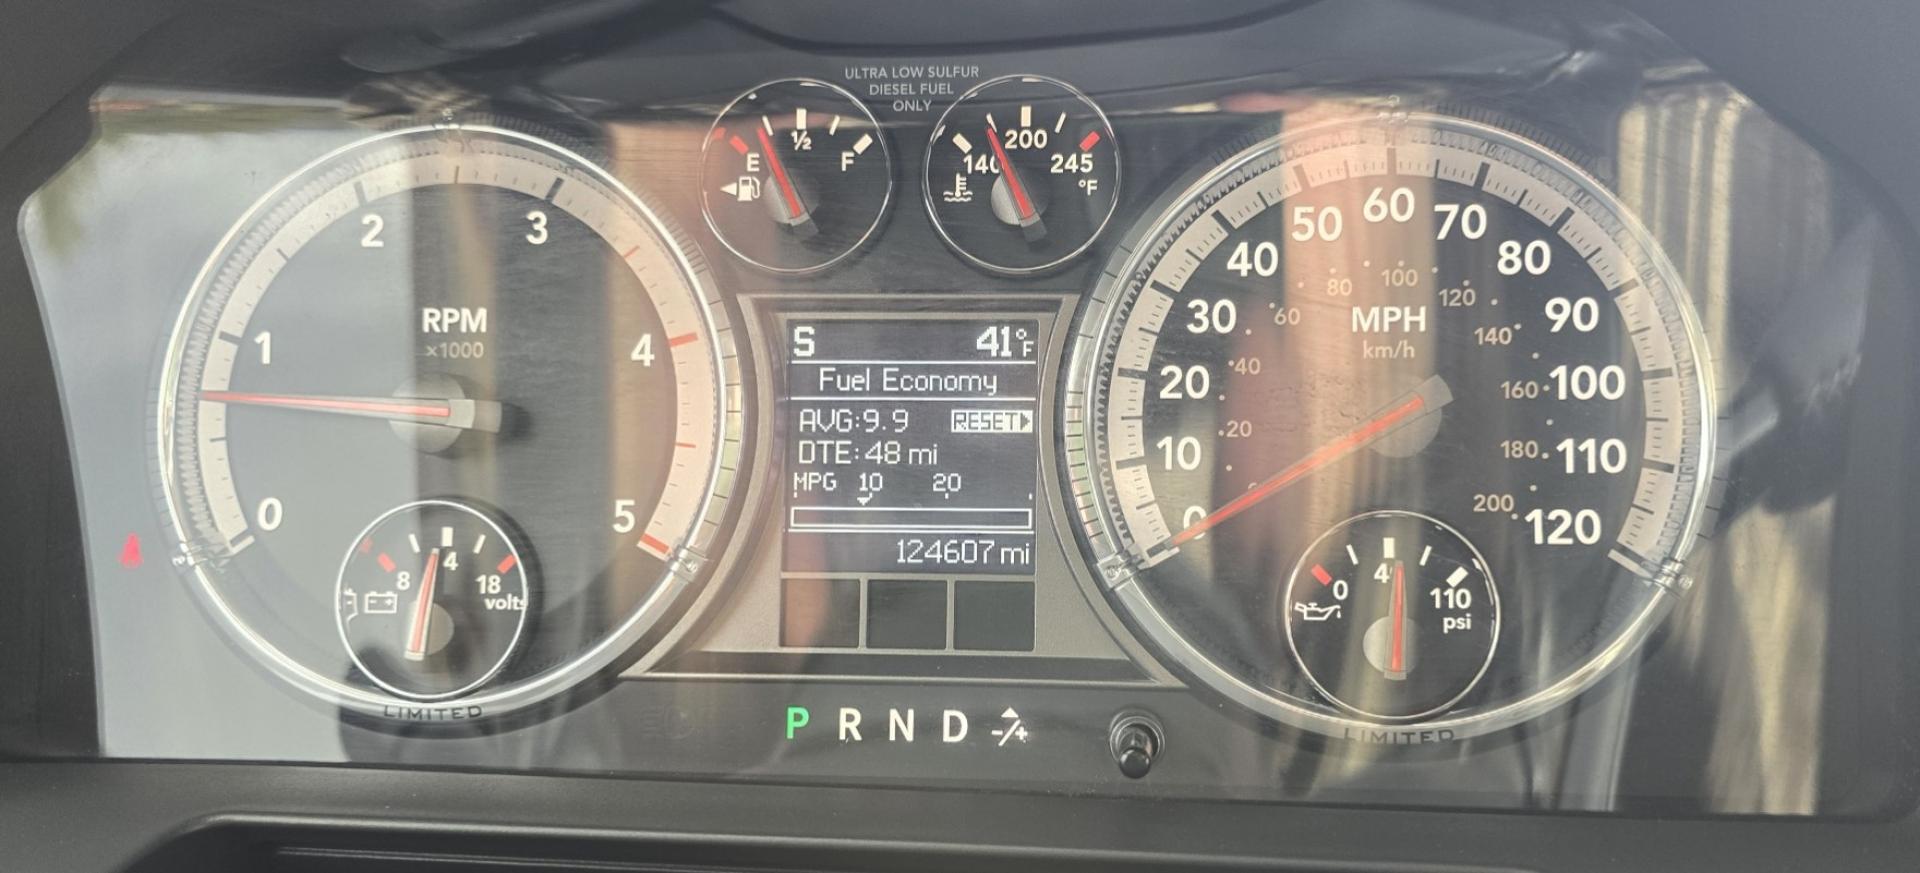 ULTRA LOW SULFUR
DIESEL FUEL
ONLY
0
1
2
3
4
5
RPM
x1000
8
4
18
volts
LIMITED
E
½
F
140
200
245
°F
S 41°F
Fuel Economy
AVG:9.9 RESET
DTE:48 mi
MPG 10 20
124607 mi
P R N D -/+
0
10
20
30
40
50
60
70
80
90
100
110
120
MPH
km/h
20
40
60
80
100
120
140
160
180
200
0
4
110
psi
LIMITED